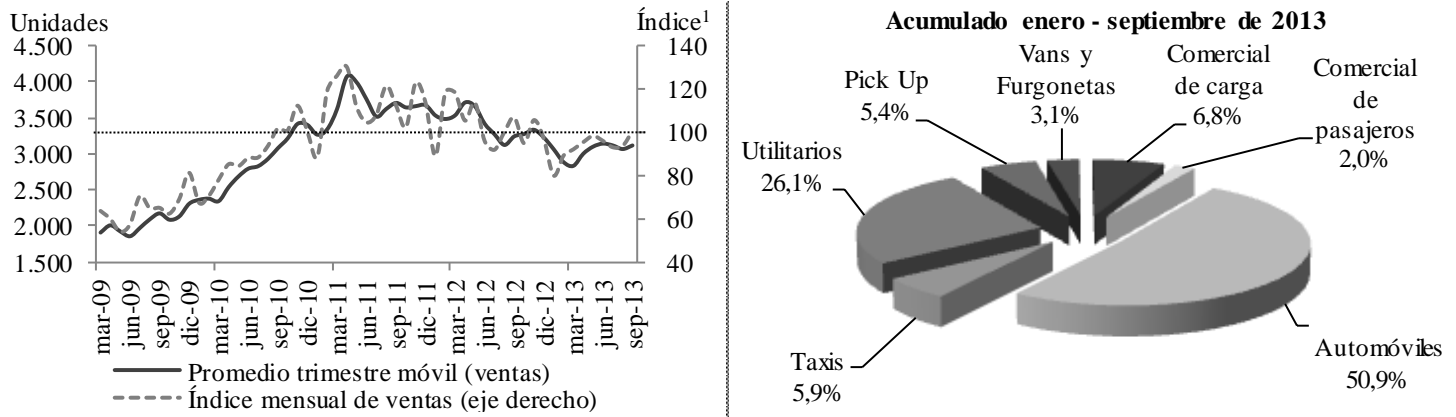 Unidades
Índice¹
4.500
4.000
3.500
3.000
2.500
2.000
1.500
140
120
100
80
60
40
mar-09
jun-09
sep-09
dic-09
mar-10
jun-10
sep-10
dic-10
mar-11
jun-11
sep-11
dic-11
mar-12
jun-12
sep-12
dic-12
mar-13
jun-13
sep-13
Promedio trimestre móvil (ventas)
Índice mensual de ventas (eje derecho)
Acumulado enero - septiembre de 2013
Vans y
Furgonetas
3,1%
Comercial
de carga
6,8%
Comercial
de
pasajeros
2,0%
Pick Up
5,4%
Utilitarios
26,1%
Taxis
5,9%
Automóviles
50,9%